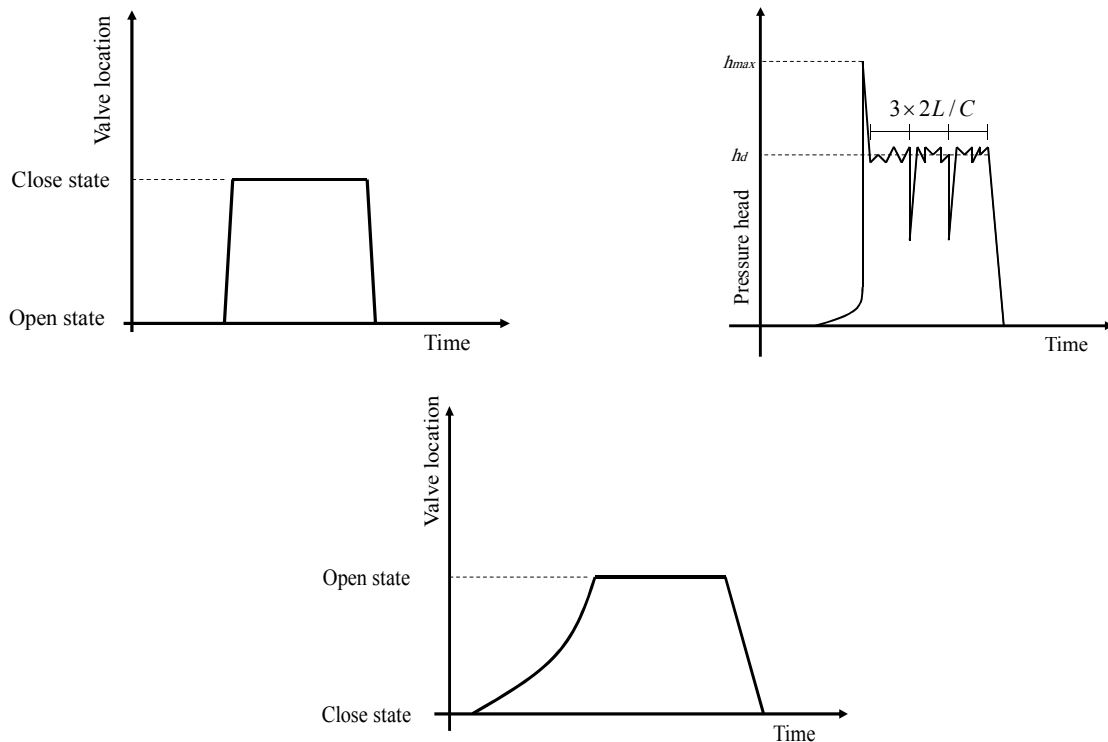 Valve location
Close state
Open state
Time
hmax
3 × 2L / C
hd
Pressure head
Time
Valve location
Open state
Close state
Time